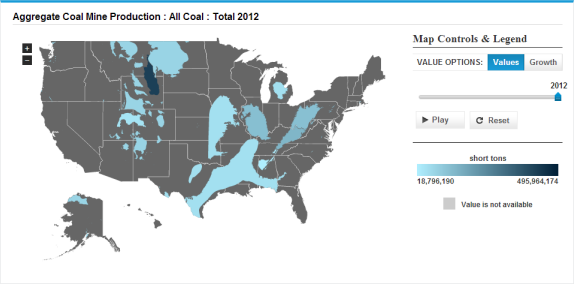 Aggregate Coal Mine Production : All Coal : Total 2012
Map Controls & Legend
VALUE OPTIONS: Values Growth
2012
Play Reset
short tons
18,796,190 495,964,174
Value is not available